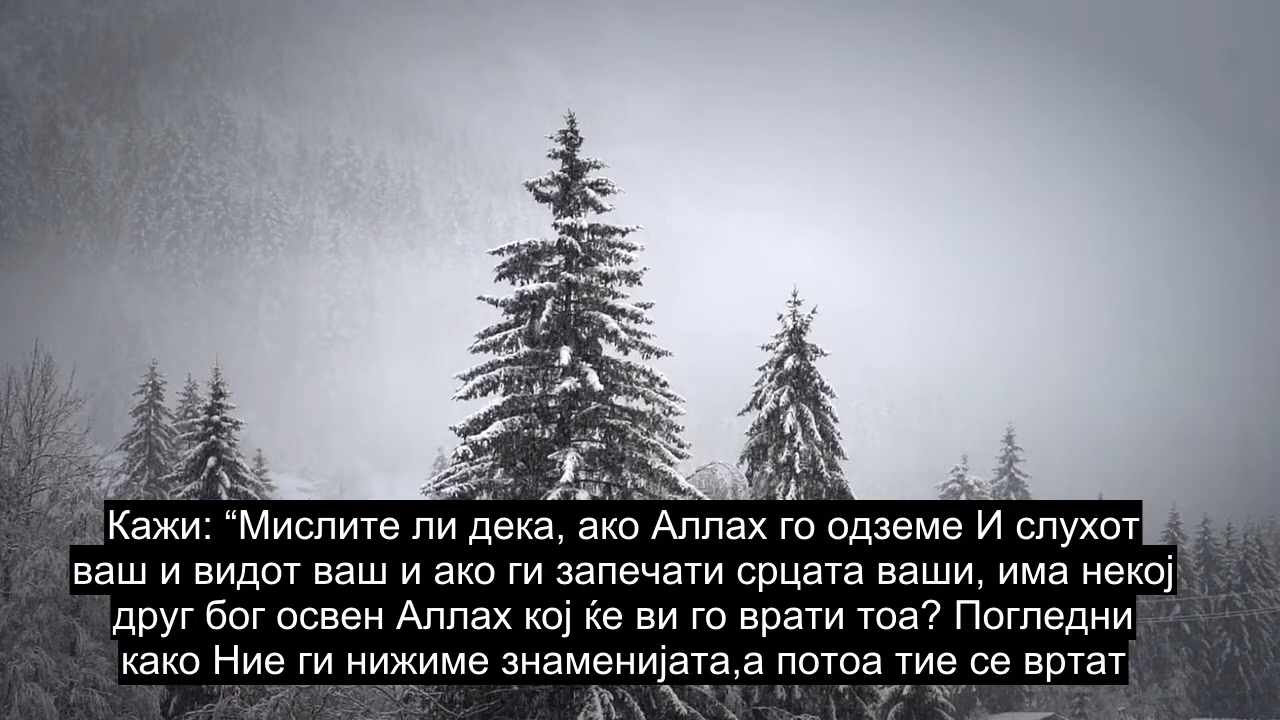 Кажи: “Мислите ли дека, ако Аллах го одземе И слухот
ваш и видот ваш и ако ги запечати срцата ваши, има некој
друг бог освен Аллах кој ќе ви го врати тоа? Погледни
како Ние ги нижиме знаменијата,а потоа тие се вртат